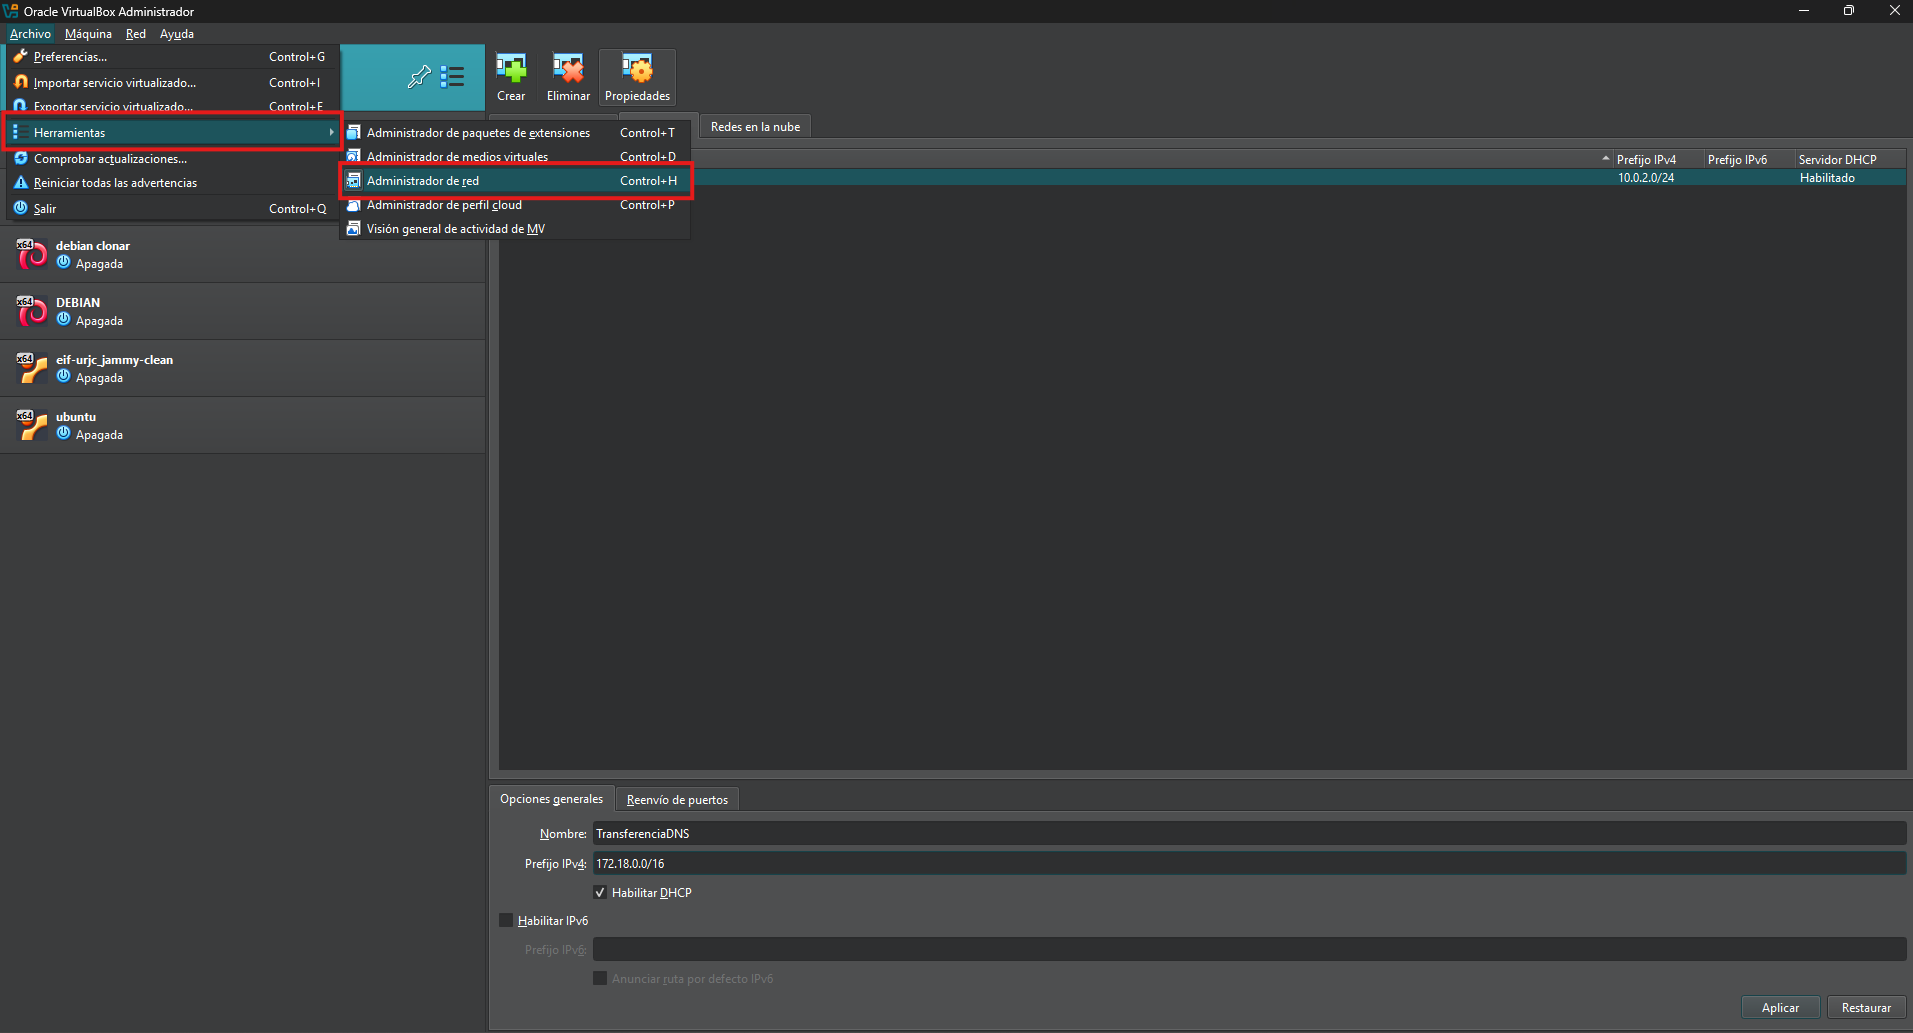 Oracle VirtualBox Administrador
Archivo Máquina Red Ayuda
Preferencias... Control+G
Importar servicio virtualizado... Control+I
Exportar servicio virtualizado... Control+E
Herramientas
Comprobar actualizaciones...
Reiniciar todas las advertencias
Salir Control+Q
Administrador de paquetes de extensiones Control+T
Administrador de medios virtuales Control+D
Administrador de red Control+H
Administrador de perfil cloud Control+P
Visión general de actividad de MV
Crear Eliminar Propiedades
Redes en la nube
Prefijo IPv4 Prefijo IPv6 Servidor DHCP
10.0.2.0/24 Habilitado
x64 debian clonar
Apagada
x64 DEBIAN
Apagada
x64 eif-urjc_jammy-clean
Apagada
x64 ubuntu
Apagada
Opciones generales Reenvío de puertos
Nombre: TransferenciaDNS
Prefijo IPv4: 172.18.0.0/16
Habilitar DHCP
Habilitar IPv6
Prefijo IPv6:
Anunciar ruta por defecto IPv6
Aplicar Restaurar